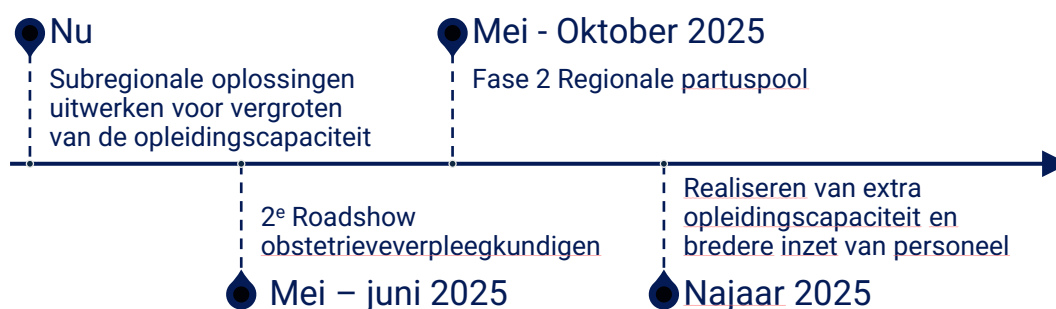 Nu
Subregionale oplossingen
uitwerken voor vergroten
van de opleidingscapaciteit
2e Roadshow
obstetrieveverpleegkundigen
Mei – juni 2025
Mei - Oktober 2025
Fase 2 Regionale partuspool
Realiseren van extra
opleidingscapaciteit en
bredere inzet van personeel
Najaar 2025